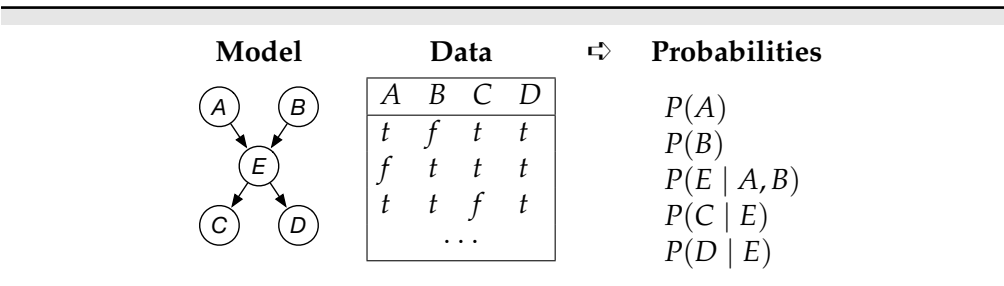 Model Data ➪ Probabilities
A B
E
C D
A B C D
t f t t
f t t t
t t f t
. . .
P(A)
P(B)
P(E | A, B)
P(C | E)
P(D | E)